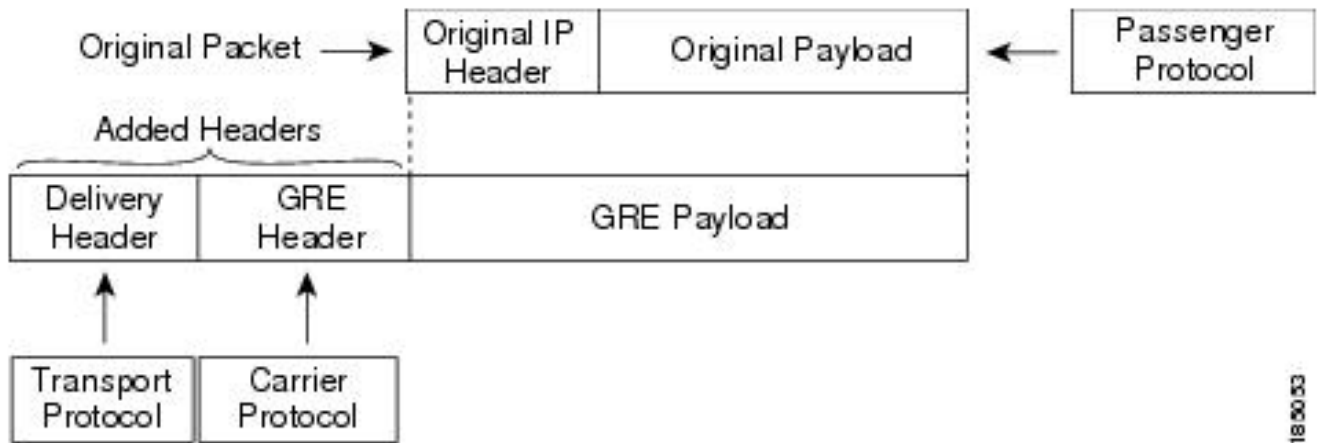 Original Packet
Original IP
Header
Original Payload
Passenger
Protocol
Added Headers
Delivery
Header
GRE
Header
GRE Payload
Transport
Protocol
Carrier
Protocol
185053